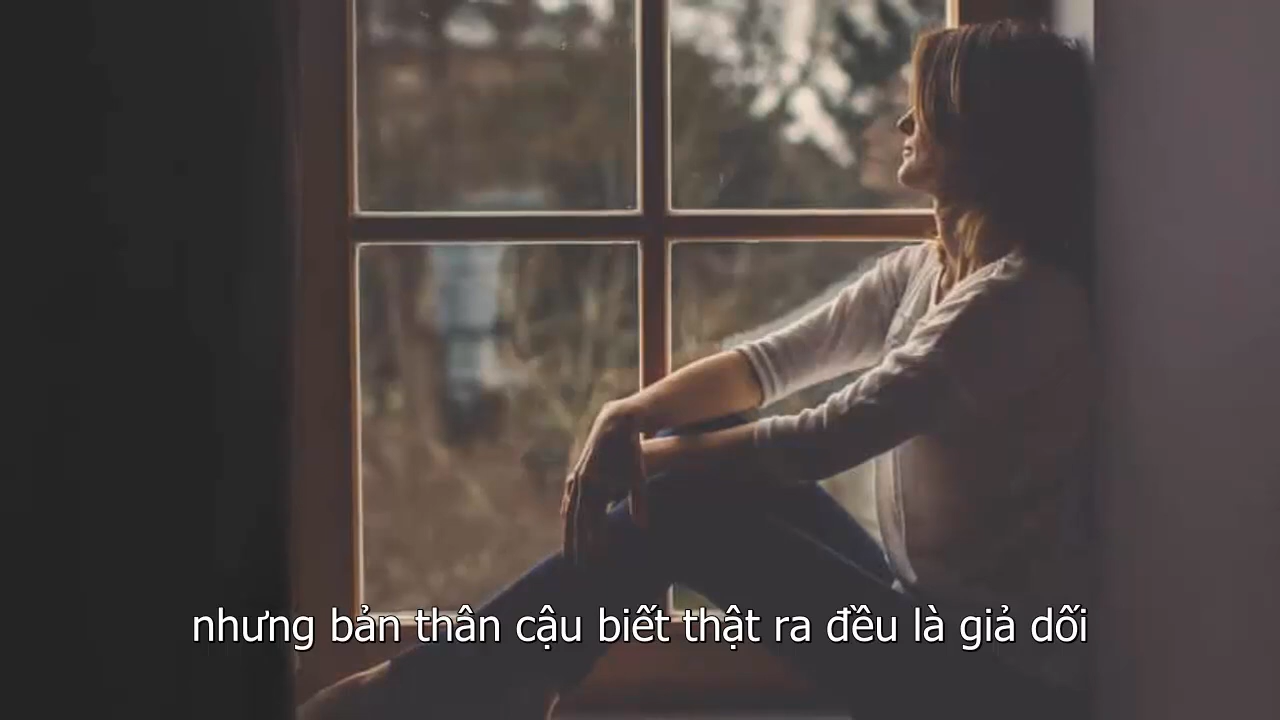 nhưng bản thân cậu biết thật ra đều là giả dối